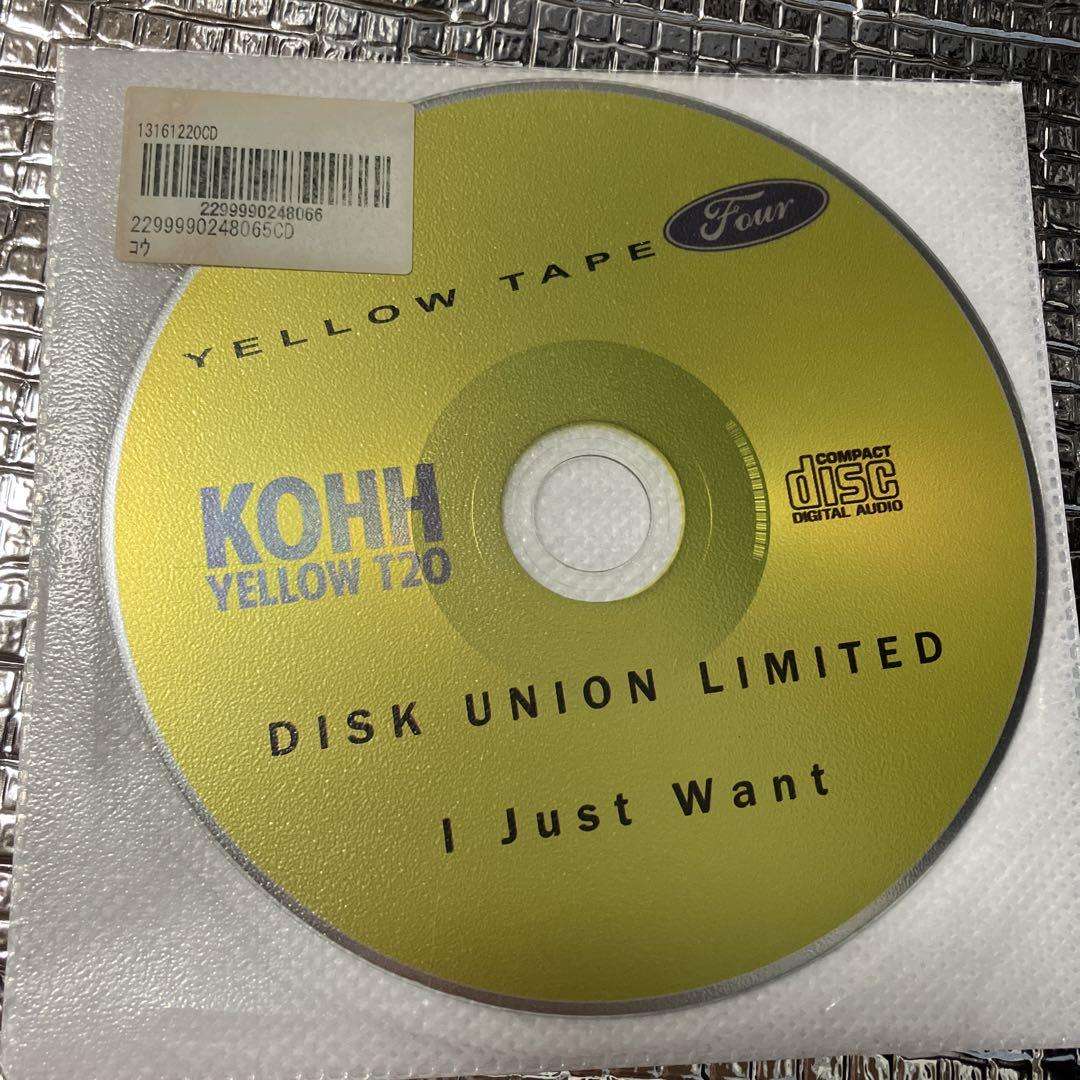 13161220CD
2299990248066
2299990248065CD
コウ
YELLOW TAPE Four
KOHH
YELLOW T20
COMPACT
disc
DIGITAL AUDIO
DISK UNION LIMITED
I Just Want